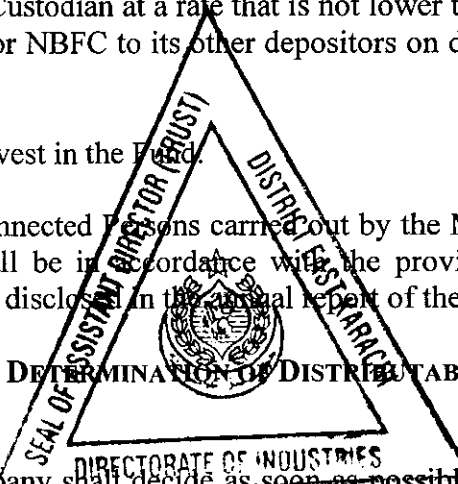 Custodian at a rate that is not lower t
or NBFC to its other depositors on d
vest in the Fund.
nnected Persons carried out by the N
ll be in accordance with the provi
disclosed in the annual report of the
DETERMINATION OF DISTRIBUTAB
pany shall decide as soon as possible
SEAL OF ASSISTANT DIRECTOR (TRUST)
DISTRICT EAST KARACHI
DIRECTORATE OF INDUSTRIES